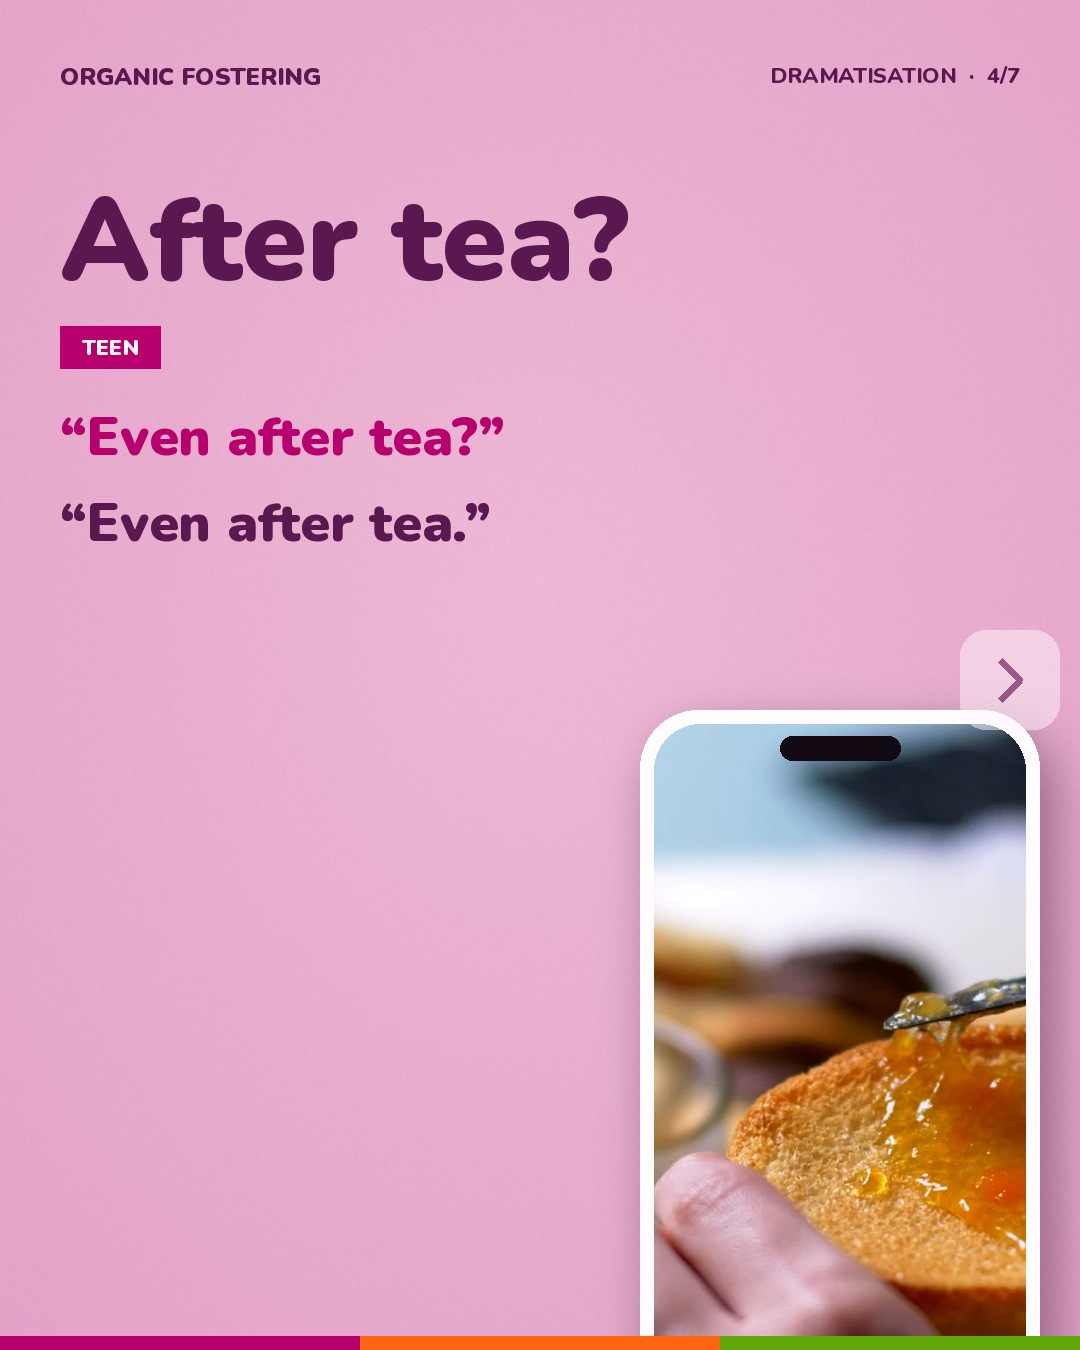 ORGANIC FOSTERING
DRAMATISATION · 4/7
After tea?
TEEN
“Even after tea?”
“Even after tea.”